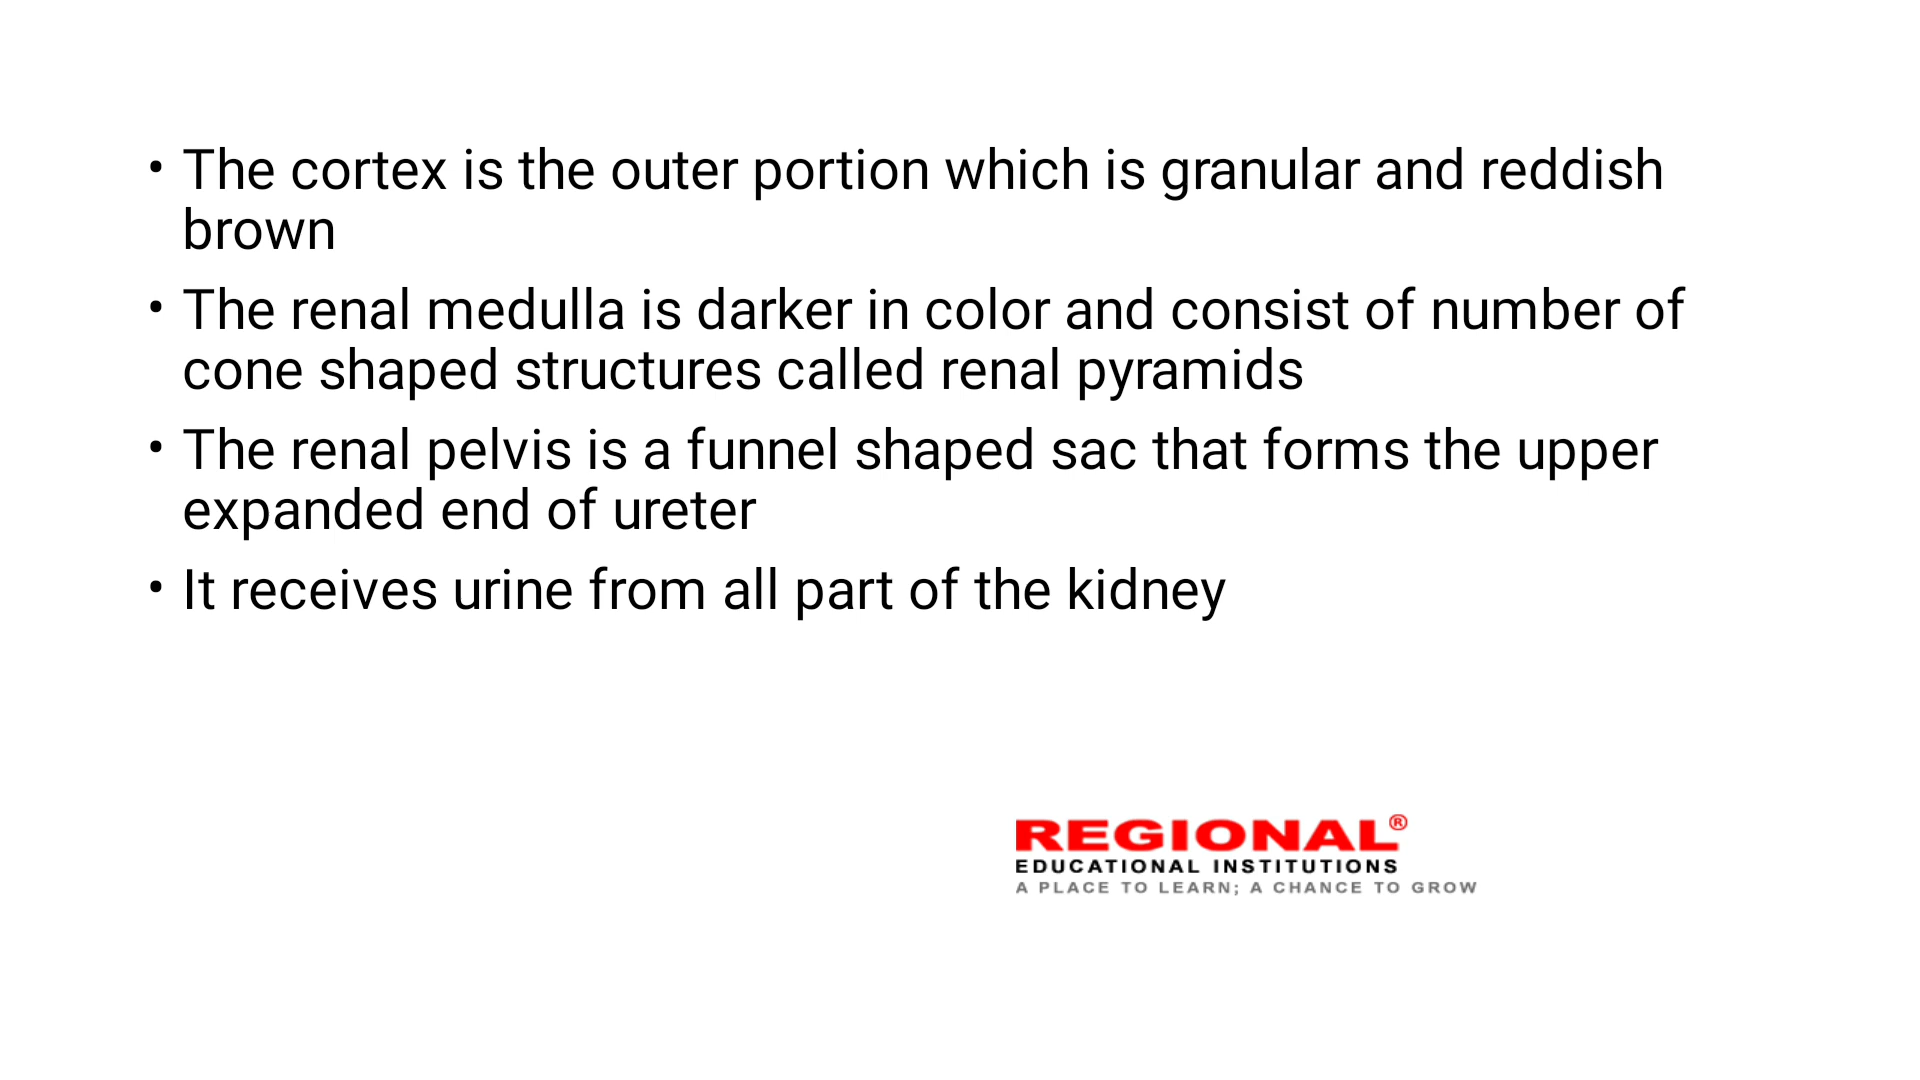 • The cortex is the outer portion which is granular and reddish
brown
• The renal medulla is darker in color and consist of number of
cone shaped structures called renal pyramids
• The renal pelvis is a funnel shaped sac that forms the upper
expanded end of ureter
• It receives urine from all part of the kidney
REGIONAL®
EDUCATIONAL INSTITUTIONS
A PLACE TO LEARN; A CHANCE TO GROW